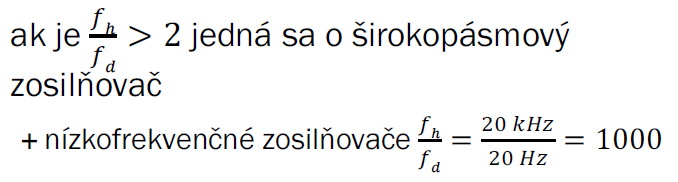 ak je f_h/f_d > 2 jedná sa o širokopásmový
zosilňovač
+ nízkofrekvenčné zosilňovače f_h/f_d = 20 kHz/20 Hz = 1000